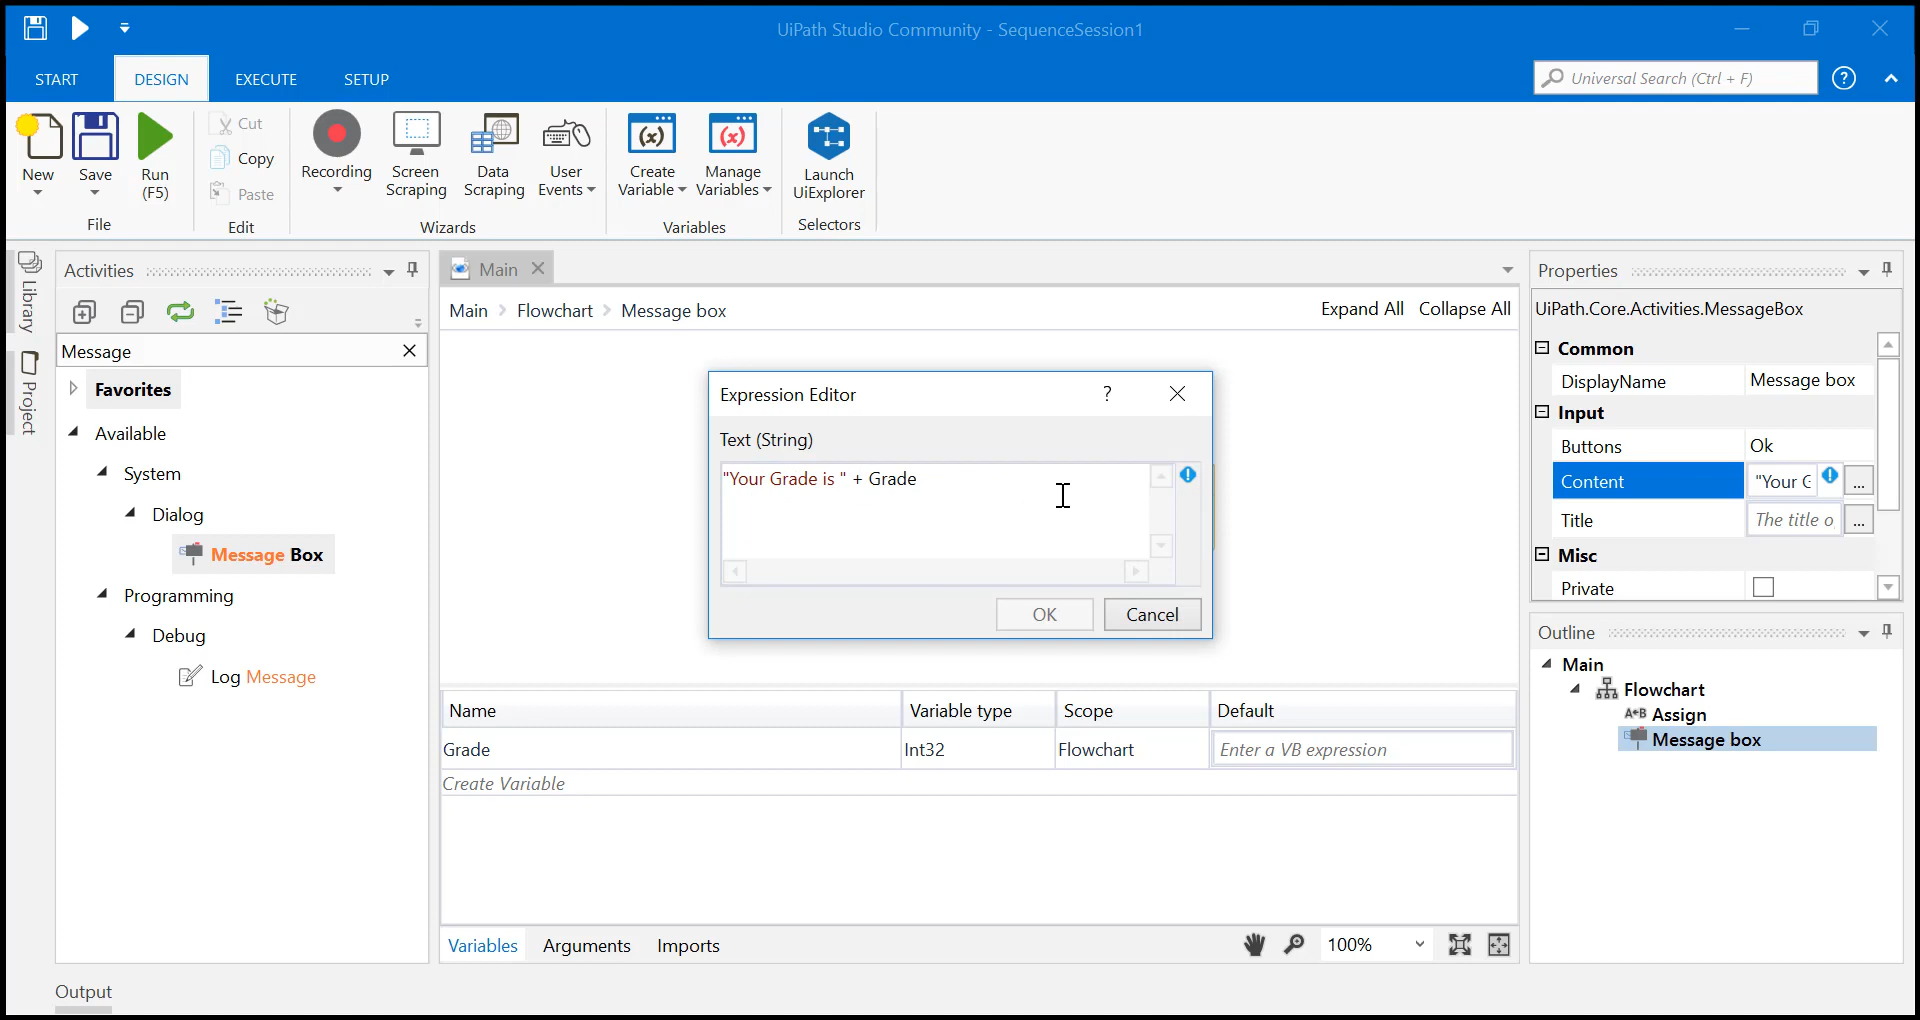 UiPath Studio Community - SequenceSession1
START
DESIGN
EXECUTE
SETUP
Universal Search (Ctrl + F)
?
New
Save
Run
(F5)
File
Cut
Copy
Paste
Edit
Recording
Screen
Scraping
Data
Scraping
User
Events
Wizards
Create
Variable
Manage
Variables
Variables
Launch
UiExplorer
Selectors
Library
Project
Activities
Message
Favorites
Available
System
Dialog
Message Box
Programming
Debug
Log Message
Main
Main > Flowchart > Message box
Expand All
Collapse All
Expression Editor
?
Text (String)
"Your Grade is " + Grade
OK
Cancel
Name
Variable type
Scope
Default
Grade
Int32
Flowchart
Enter a VB expression
Create Variable
Variables
Arguments
Imports
100%
Properties
UiPath.Core.Activities.MessageBox
Common
DisplayName
Message box
Input
Buttons
Ok
Content
"Your G
...
Title
The title o
...
Misc
Private
Outline
Main
Flowchart
A+B Assign
Message box
Output